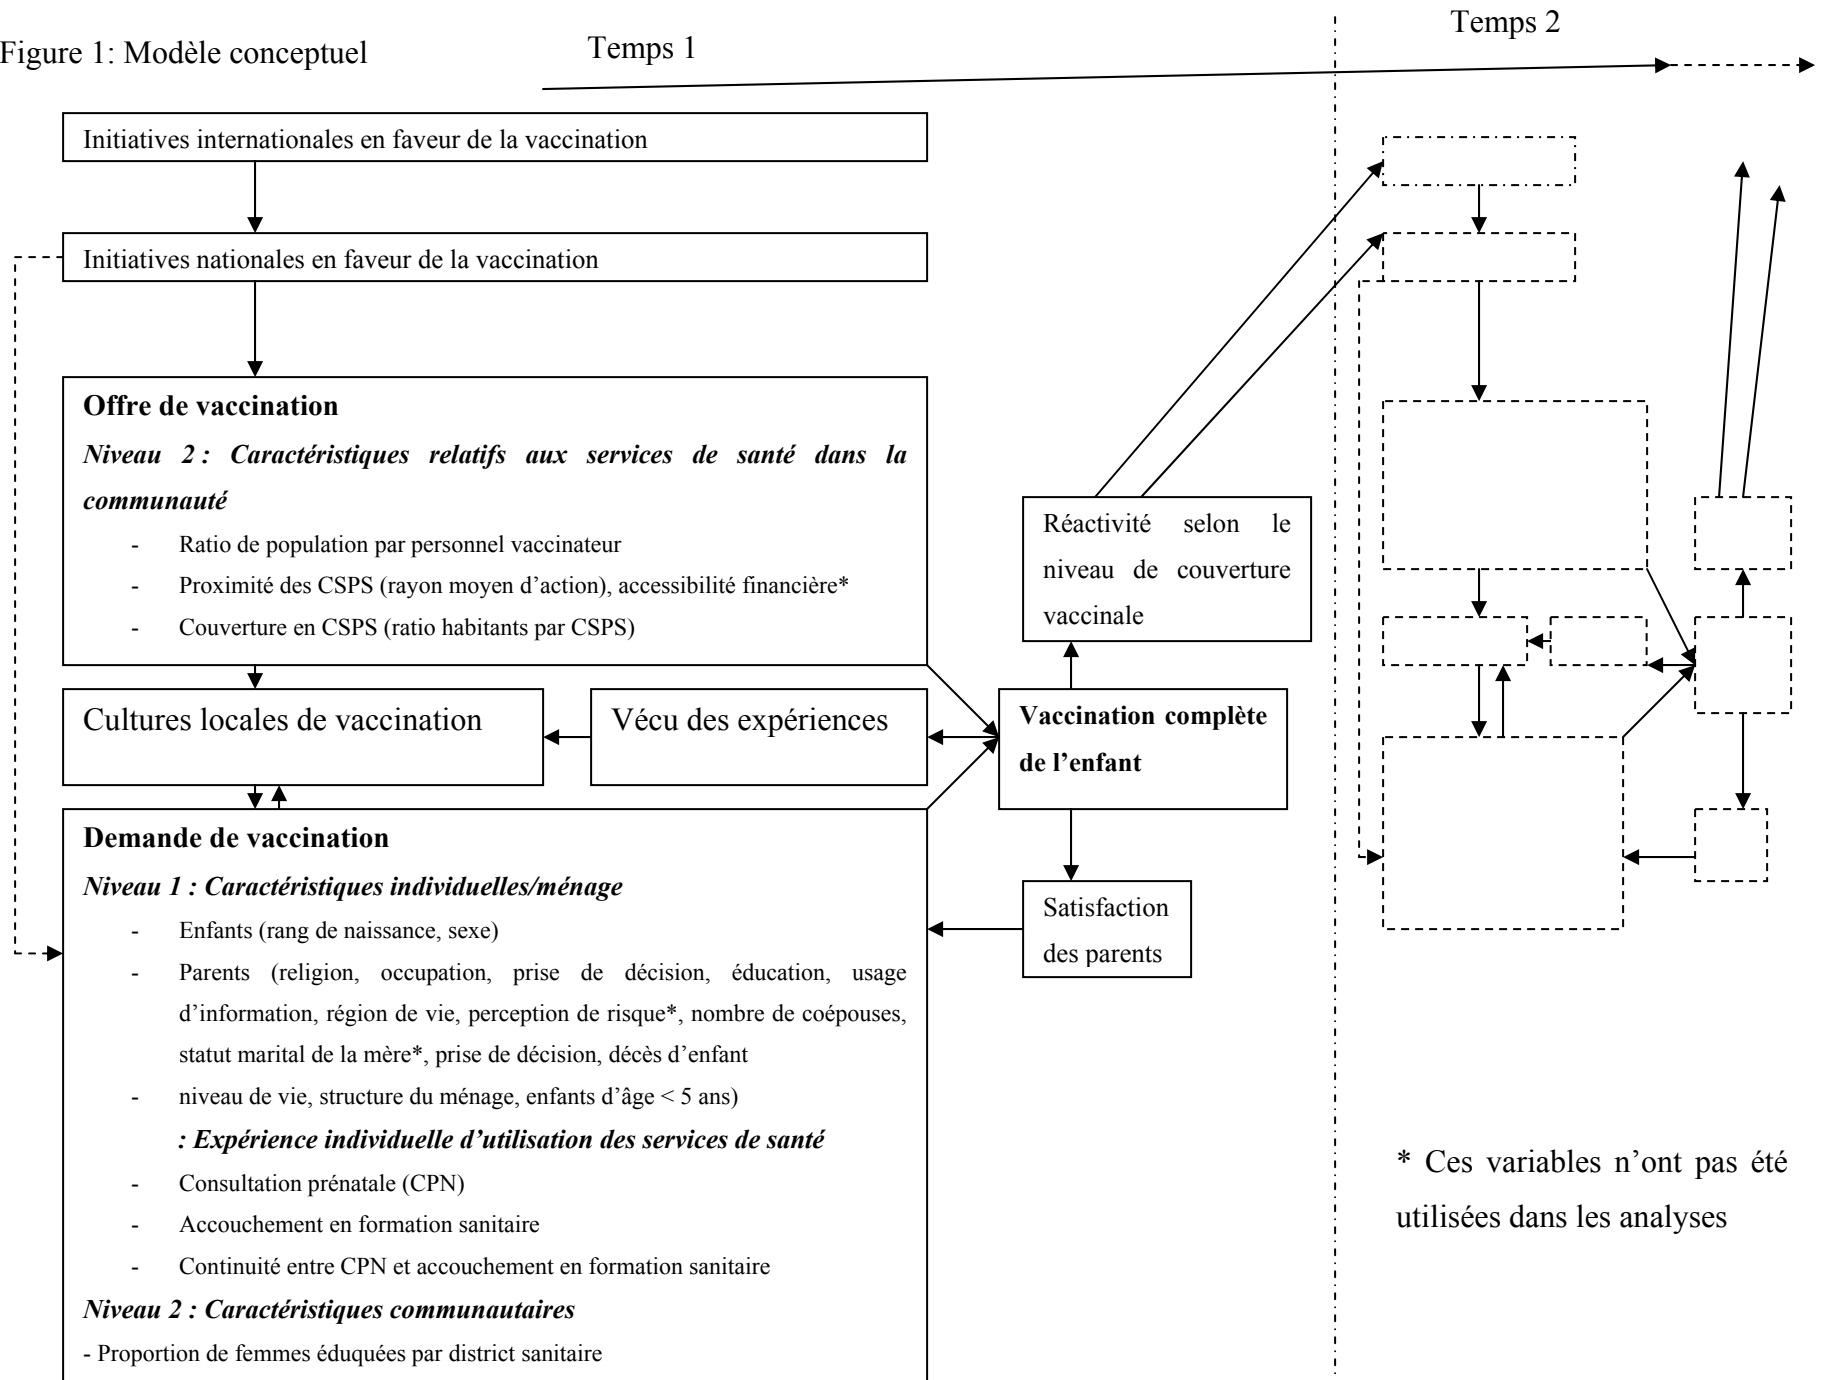 Figure 1: Modèle conceptuel
Temps 1
Temps 2
Initiatives internationales en faveur de la vaccination
Initiatives nationales en faveur de la vaccination
Offre de vaccination
Niveau 2 : Caractéristiques relatifs aux services de santé dans la
communauté
- Ratio de population par personnel vaccinateur
- Proximité des CSPS (rayon moyen d'action), accessibilité financière*
- Couverture en CSPS (ratio habitants par CSPS)
Réactivité selon le
niveau de couverture
vaccinale
Cultures locales de vaccination
Vécu des expériences
Vaccination complète
de l'enfant
Demande de vaccination
Niveau 1 : Caractéristiques individuelles/ménage
- Enfants (rang de naissance, sexe)
- Parents (religion, occupation, prise de décision, éducation, usage
d'information, région de vie, perception de risque*, nombre de coépouses,
statut marital de la mère*, prise de décision, décès d'enfant
- niveau de vie, structure du ménage, enfants d'âge < 5 ans)
: Expérience individuelle d'utilisation des services de santé
- Consultation prénatale (CPN)
- Accouchement en formation sanitaire
- Continuité entre CPN et accouchement en formation sanitaire
Niveau 2 : Caractéristiques communautaires
- Proportion de femmes éduquées par district sanitaire
Satisfaction
des parents
* Ces variables n'ont pas été
utilisées dans les analyses